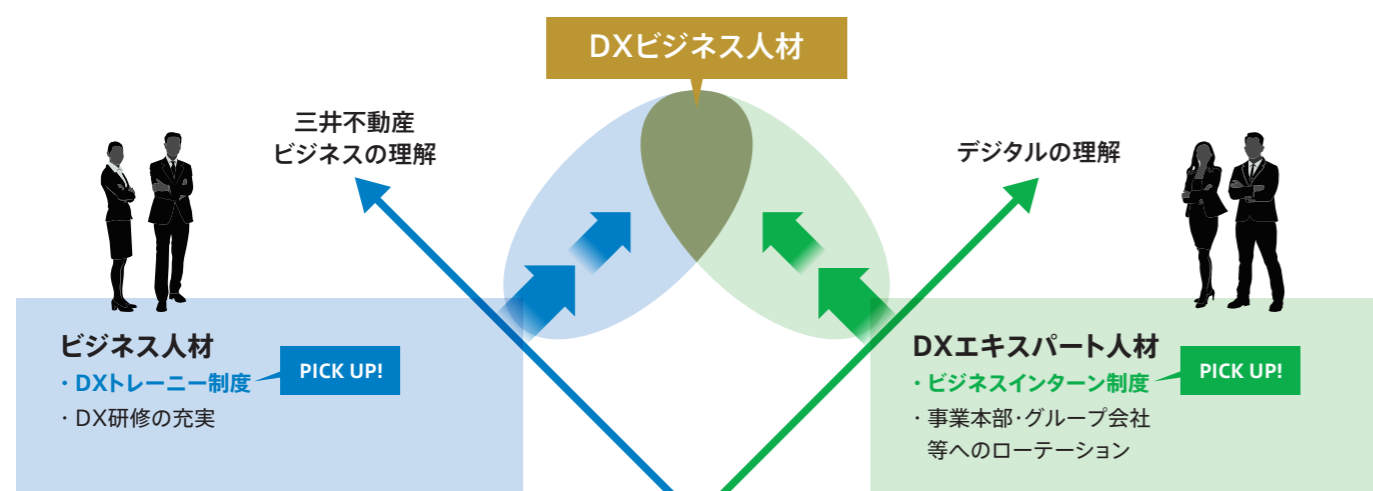 DXビジネス人材
三井不動産
ビジネスの理解
デジタルの理解
ビジネス人材
・DXトレーニー制度
PICK UP!
・DX研修の充実
DXエキスパート人材
・ビジネスインターン制度
PICK UP!
・事業本部・グループ会社
等へのローテーション